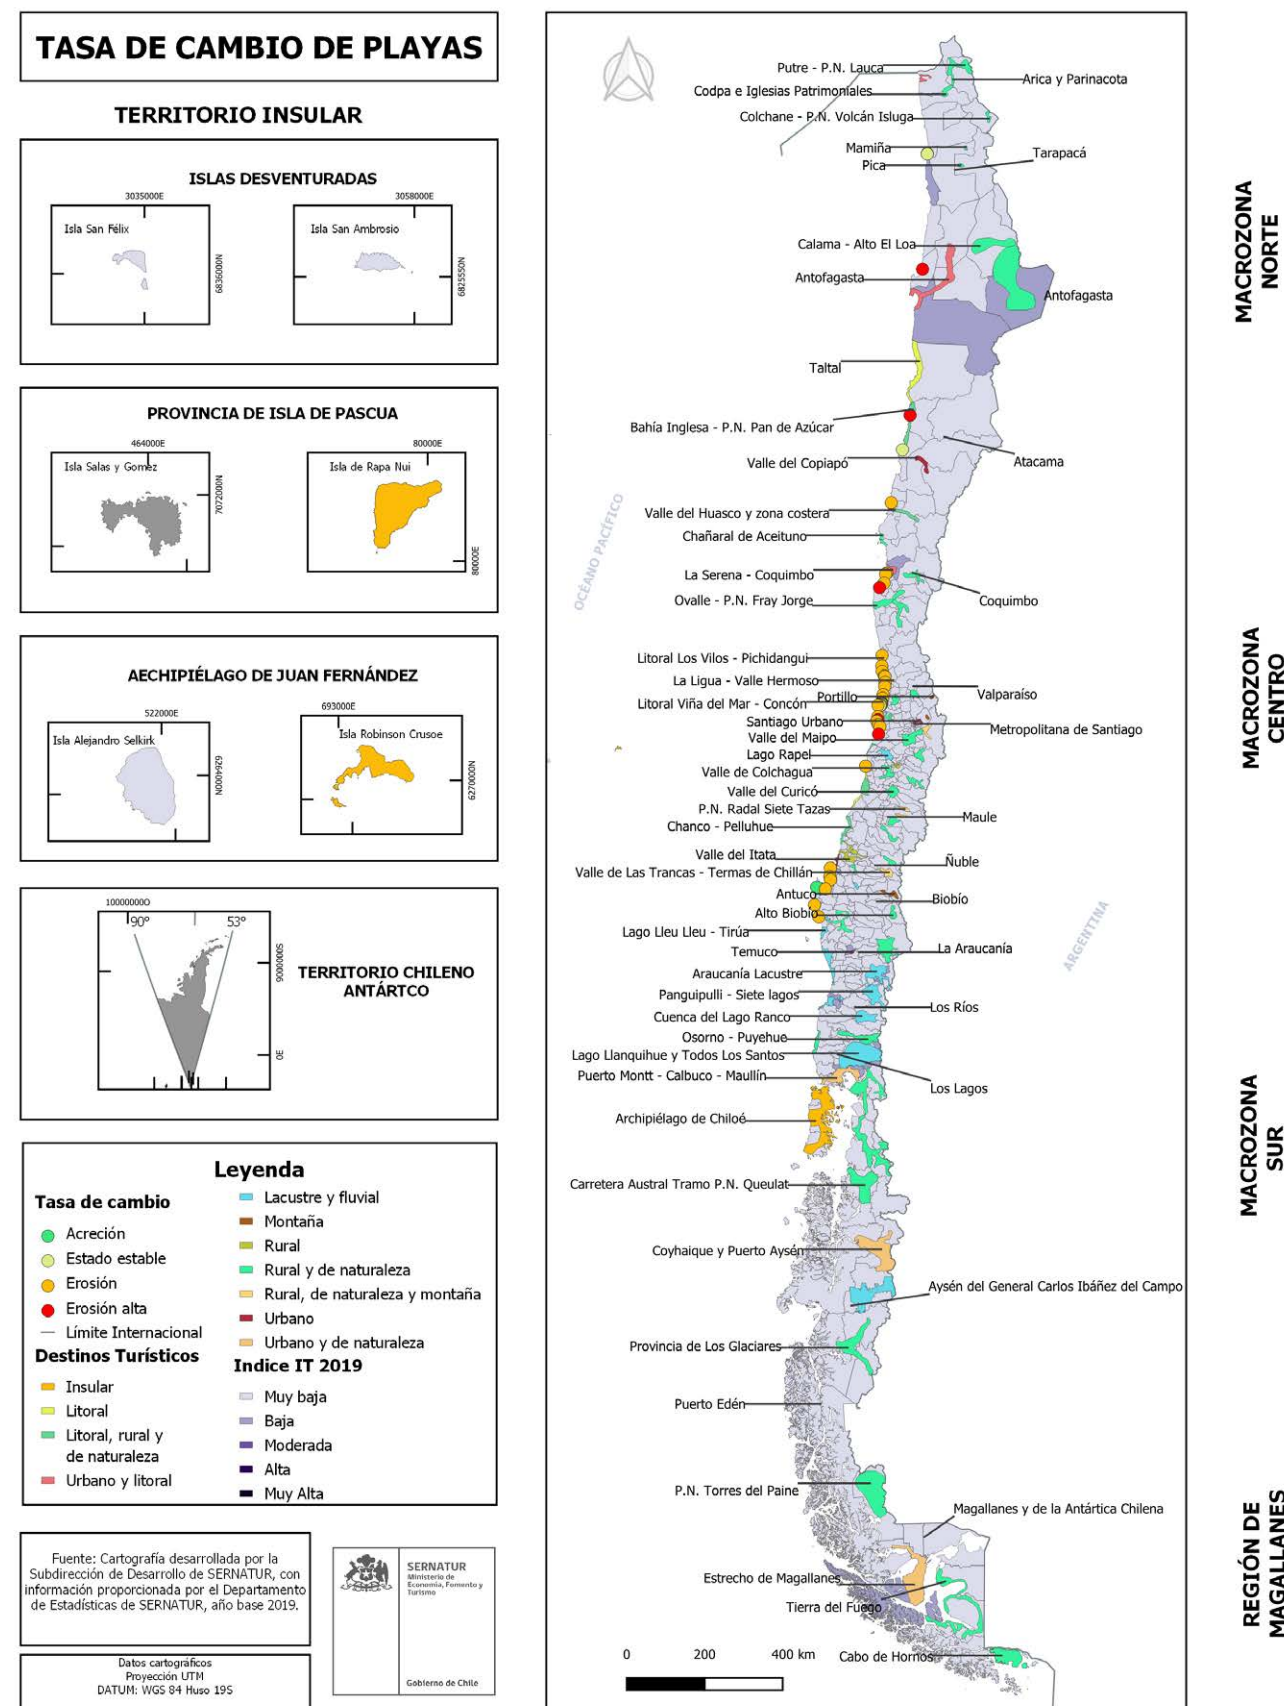 TASA DE CAMBIO DE PLAYAS
TERRITORIO INSULAR
ISLAS DESVENTURADAS
3035000E
Isla San Félix
6836000N
3058000E
Isla San Ambrosio
6825550N
PROVINCIA DE ISLA DE PASCUA
464000E
Isla Salas y Gomez
7072000N
80000E
Isla de Rapa Nui
80000E
AECHIPIÉLAGO DE JUAN FERNÁNDEZ
522000E
Isla Alejandro Selkirk
6264000N
693000E
Isla Robinson Crusoe
6270000N
90°
53°
0E
TERRITORIO CHILENO
ANTÁRTCO
Leyenda
Tasa de cambio
Acreción
Estado estable
Erosión
Erosión alta
Límite Internacional
Destinos Turísticos
Insular
Litoral
Litoral, rural y
de naturaleza
Urbano y litoral
Lacustre y fluvial
Montaña
Rural
Rural y de naturaleza
Rural, de naturaleza y montaña
Urbano
Urbano y de naturaleza
Indice IT 2019
Muy baja
Baja
Moderada
Alta
Muy Alta
Fuente: Cartografía desarrollada por la
Subdirección de Desarrollo de SERNATUR, con
información proporcionada por el Departamento
de Estadísticas de SERNATUR, año base 2019.
Datos cartográficos
Proyección UTM
DATUM: WGS 84 Huso 19S
SERNATUR
Ministerio de
Economía, Fomento y
Turismo
Gobierno de Chile
Putre - P.N. Lauca
Arica y Parinacota
Codpa e Iglesias Patrimoniales
Colchane - P.N. Volcán Isluga
Mamiña
Tarapacá
Pica
Calama - Alto El Loa
Antofagasta
Antofagasta
Taltal
Bahía Inglesa - P.N. Pan de Azúcar
Valle del Copiapó
Atacama
OCÉANO PACÍFICO
Valle del Huasco y zona costera
Chañaral de Aceituno
La Serena - Coquimbo
Ovalle - P.N. Fray Jorge
Coquimbo
Litoral Los Vilos - Pichidangui
La Ligua - Valle Hermoso
Portillo
Valparaíso
Litoral Viña del Mar - Concón
Santiago Urbano
Metropolitana de Santiago
Valle del Maipo
Lago Rapel
Valle de Colchagua
Valle del Curicó
P.N. Radal Siete Tazas
Maule
Chanco - Pelluhue
Valle del Itata
Ñuble
Valle de Las Trancas - Termas de Chillán
Antuco
Biobío
Alto Biobío
ARGENTINA
Lago Lleu Lleu - Tirúa
Temuco
La Araucanía
Araucanía Lacustre
Panguipulli - Siete lagos
Los Ríos
Cuenca del Lago Ranco
Osorno - Puyehue
Lago Llanquihue y Todos Los Santos
Puerto Montt - Calbuco - Maullín
Los Lagos
Archipiélago de Chiloé
Carretera Austral Tramo P.N. Queulat
Coyhaique y Puerto Aysén
Aysén del General Carlos Ibáñez del Campo
Provincia de Los Glaciares
Puerto Edén
P.N. Torres del Paine
Magallanes y de la Antártica Chilena
Estrecho de Magallanes
Tierra del Fuego
Cabo de Hornos
0 200 400 km
MACROZONA
NORTE
MACROZONA
CENTRO
MACROZONA
SUR
REGIÓN DE
MAGALLANES